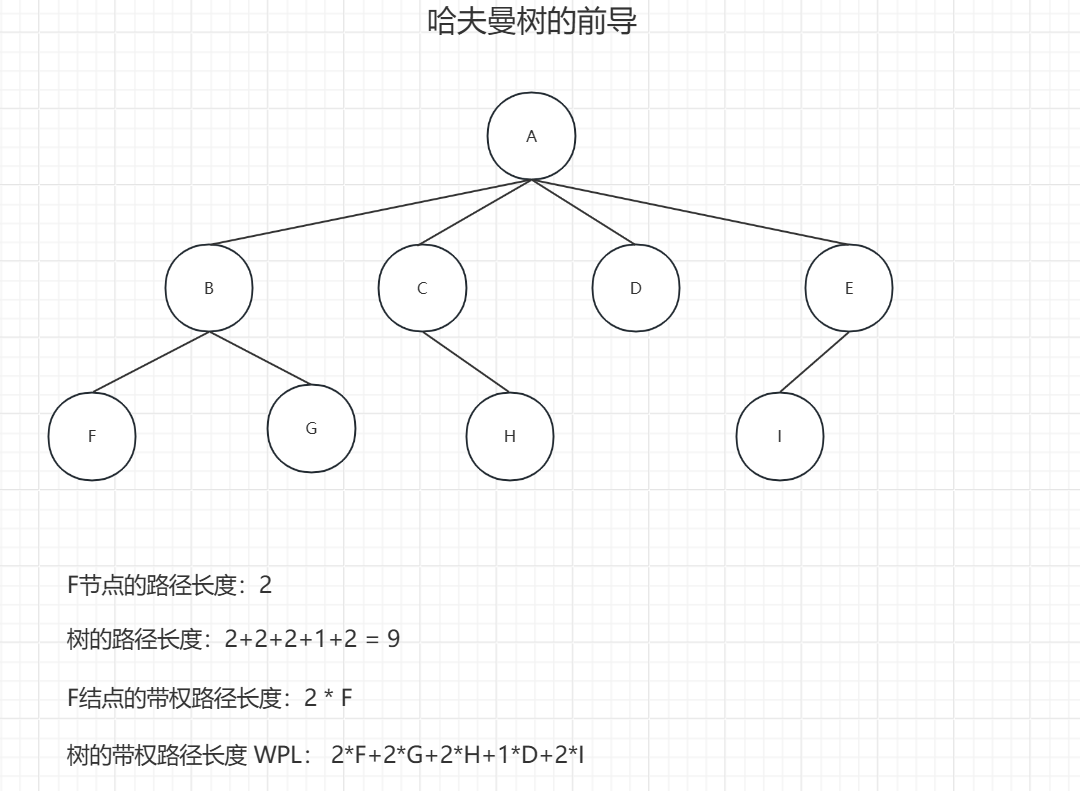 哈夫曼树的前导
A
B
C
D
E
F
G
H
I
F节点的路径长度：2
树的路径长度：2+2+2+1+2 = 9
F结点的带权路径长度：2 * F
树的带权路径长度 WPL： 2*F+2*G+2*H+1*D+2*I